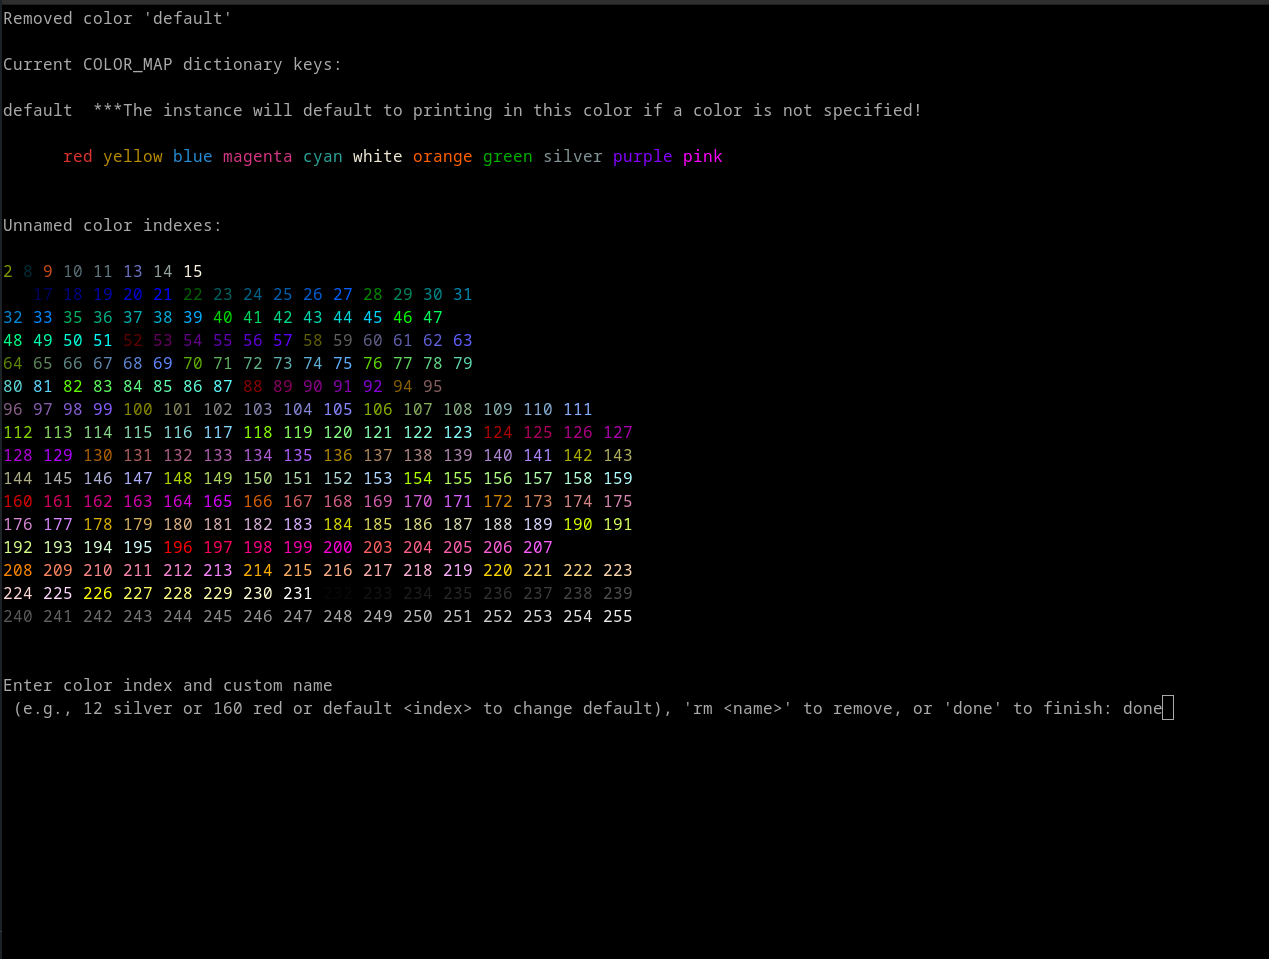 Removed color 'default'
Current COLOR_MAP dictionary keys:
default  ***The instance will default to printing in this color if a color is not specified!
red yellow blue magenta cyan white orange green silver purple pink
Unnamed color indexes:
2 8 9 10 11 13 14 15
17 18 19 20 21 22 23 24 25 26 27 28 29 30 31
32 33 35 36 37 38 39 40 41 42 43 44 45 46 47
48 49 50 51 52 53 54 55 56 57 58 59 60 61 62 63
64 65 66 67 68 69 70 71 72 73 74 75 76 77 78 79
80 81 82 83 84 85 86 87 88 89 90 91 92 94 95
96 97 98 99 100 101 102 103 104 105 106 107 108 109 110 111
112 113 114 115 116 117 118 119 120 121 122 123 124 125 126 127
128 129 130 131 132 133 134 135 136 137 138 139 140 141 142 143
144 145 146 147 148 149 150 151 152 153 154 155 156 157 158 159
160 161 162 163 164 165 166 167 168 169 170 171 172 173 174 175
176 177 178 179 180 181 182 183 184 185 186 187 188 189 190 191
192 193 194 195 196 197 198 199 200 203 204 205 206 207
208 209 210 211 212 213 214 215 216 217 218 219 220 221 222 223
224 225 226 227 228 229 230 231 232 233 234 235 236 237 238 239
240 241 242 243 244 245 246 247 248 249 250 251 252 253 254 255
Enter color index and custom name
(e.g., 12 silver or 160 red or default <index> to change default), 'rm <name>' to remove, or 'done' to finish: done